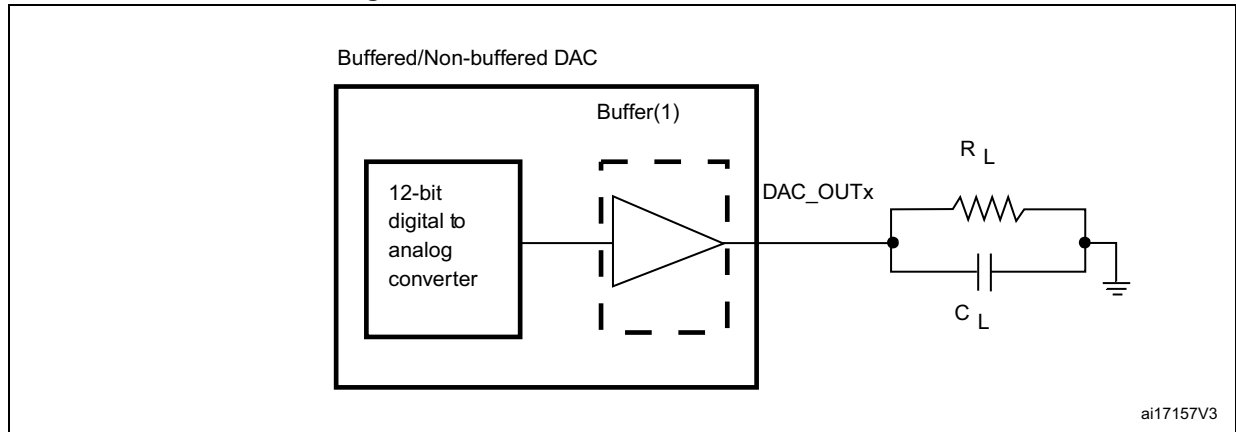 Buffered/Non-buffered DAC
Buffer(1)
12-bit
digital to
analog
converter
DAC_OUTx
R L
C L
ai17157V3